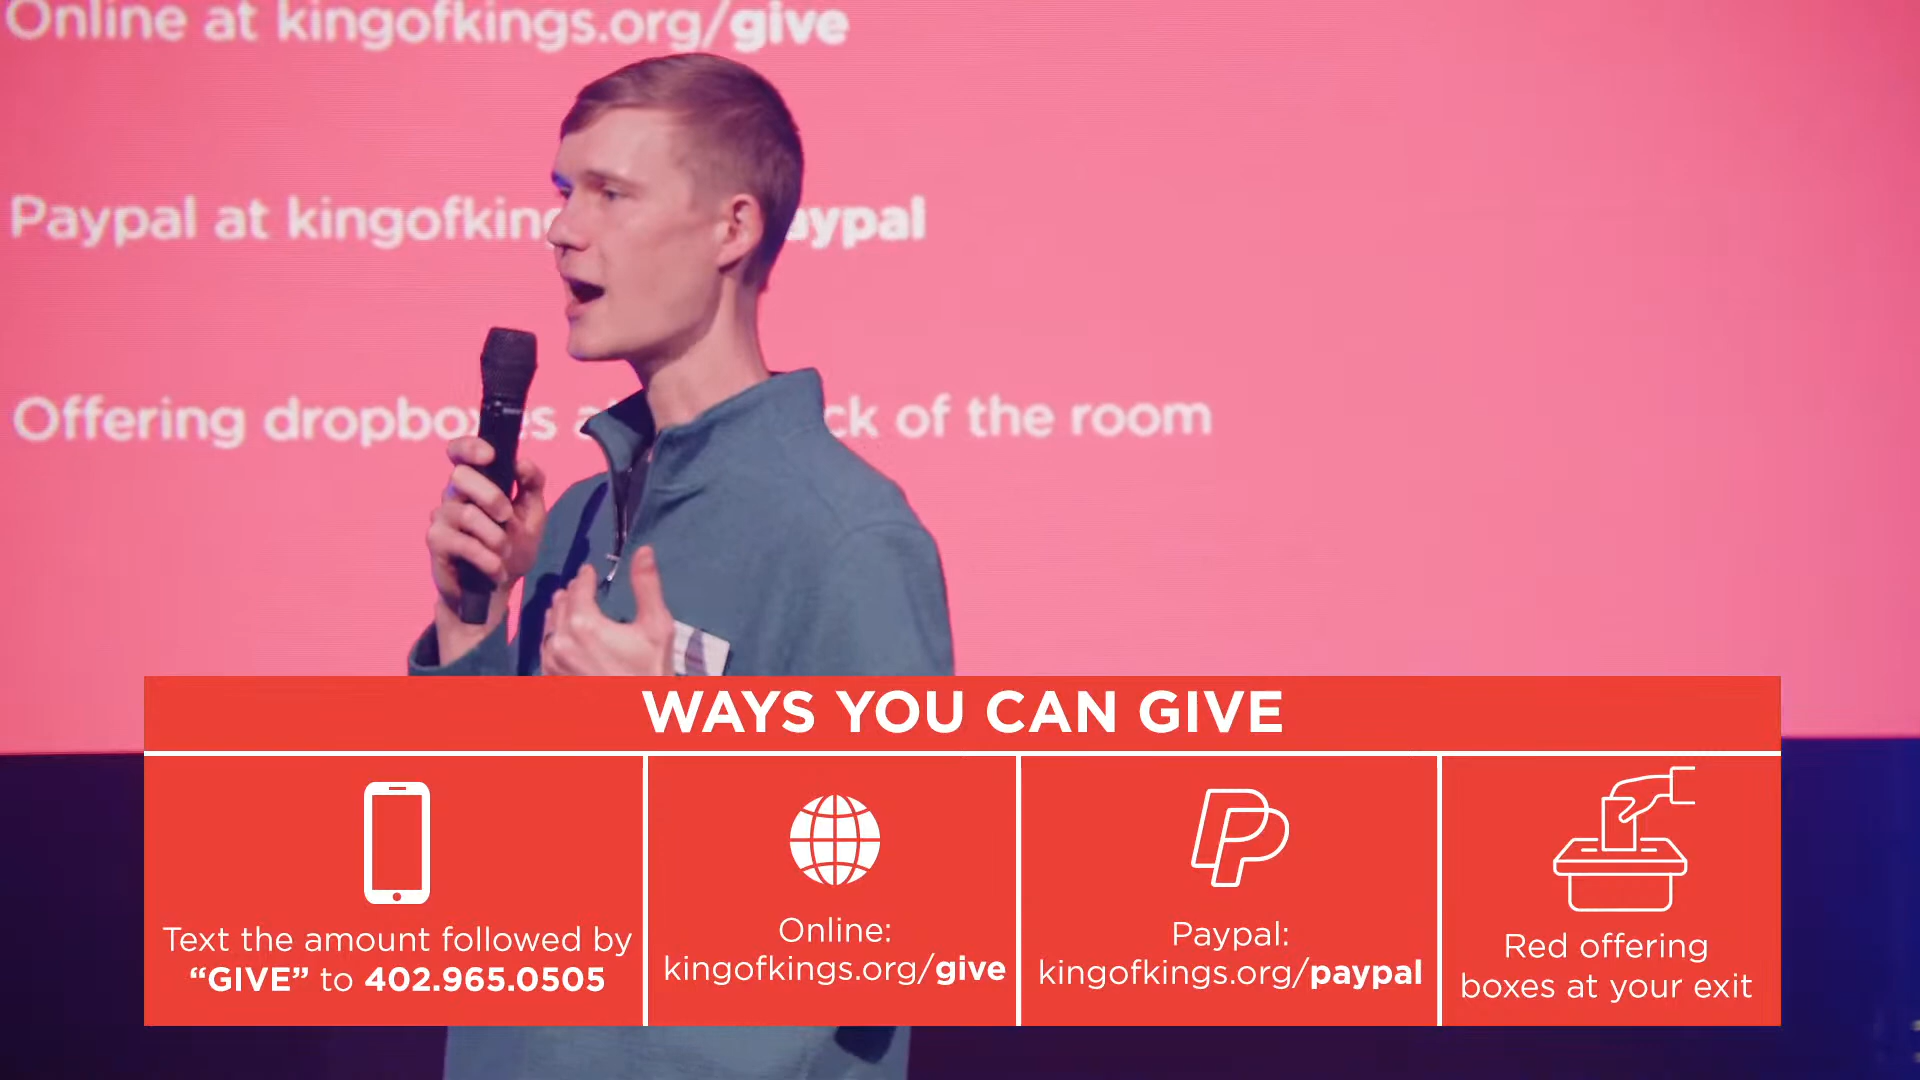 Online at kingofkings.org/give
Paypal at kingofkin aypal
Offering dropboxes a ck of the room
WAYS YOU CAN GIVE
Text the amount followed by
“GIVE” to 402.965.0505
Online:
kingofkings.org/give
Paypal:
kingofkings.org/paypal
Red offering
boxes at your exit